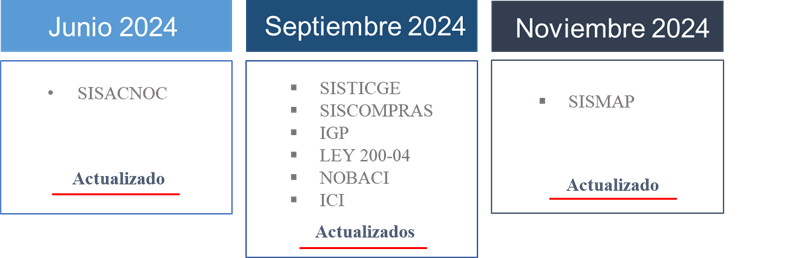 Junio 2024
• SISACNOC
Actualizado
Septiembre 2024
▪ SISTICGE
▪ SISCOMPRAS
▪ IGP
▪ LEY 200-04
▪ NOBACI
▪ ICI
Actualizados
Noviembre 2024
▪ SISMAP
Actualizado